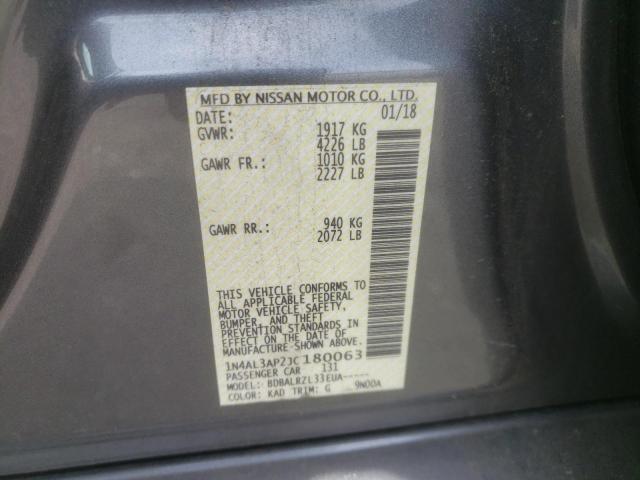 MFD BY NISSAN MOTOR CO., LTD.
DATE: 01/18
GVWR: 1917 KG
4226 LB
GAWR FR.: 1010 KG
2227 LB
GAWR RR.: 940 KG
2072 LB
THIS VEHICLE CONFORMS TO
ALL APPLICABLE FEDERAL
MOTOR VEHICLE SAFETY,
BUMPER, AND THEFT
PREVENTION STANDARDS IN
EFFECT ON THE DATE OF
MANUFACTURE SHOWN ABOVE.
1N4AL3AP2JC180063
PASSENGER CAR 131
MODEL: BDBALRZL33EUA-----
COLOR: KAD TRIM: G 9N00A